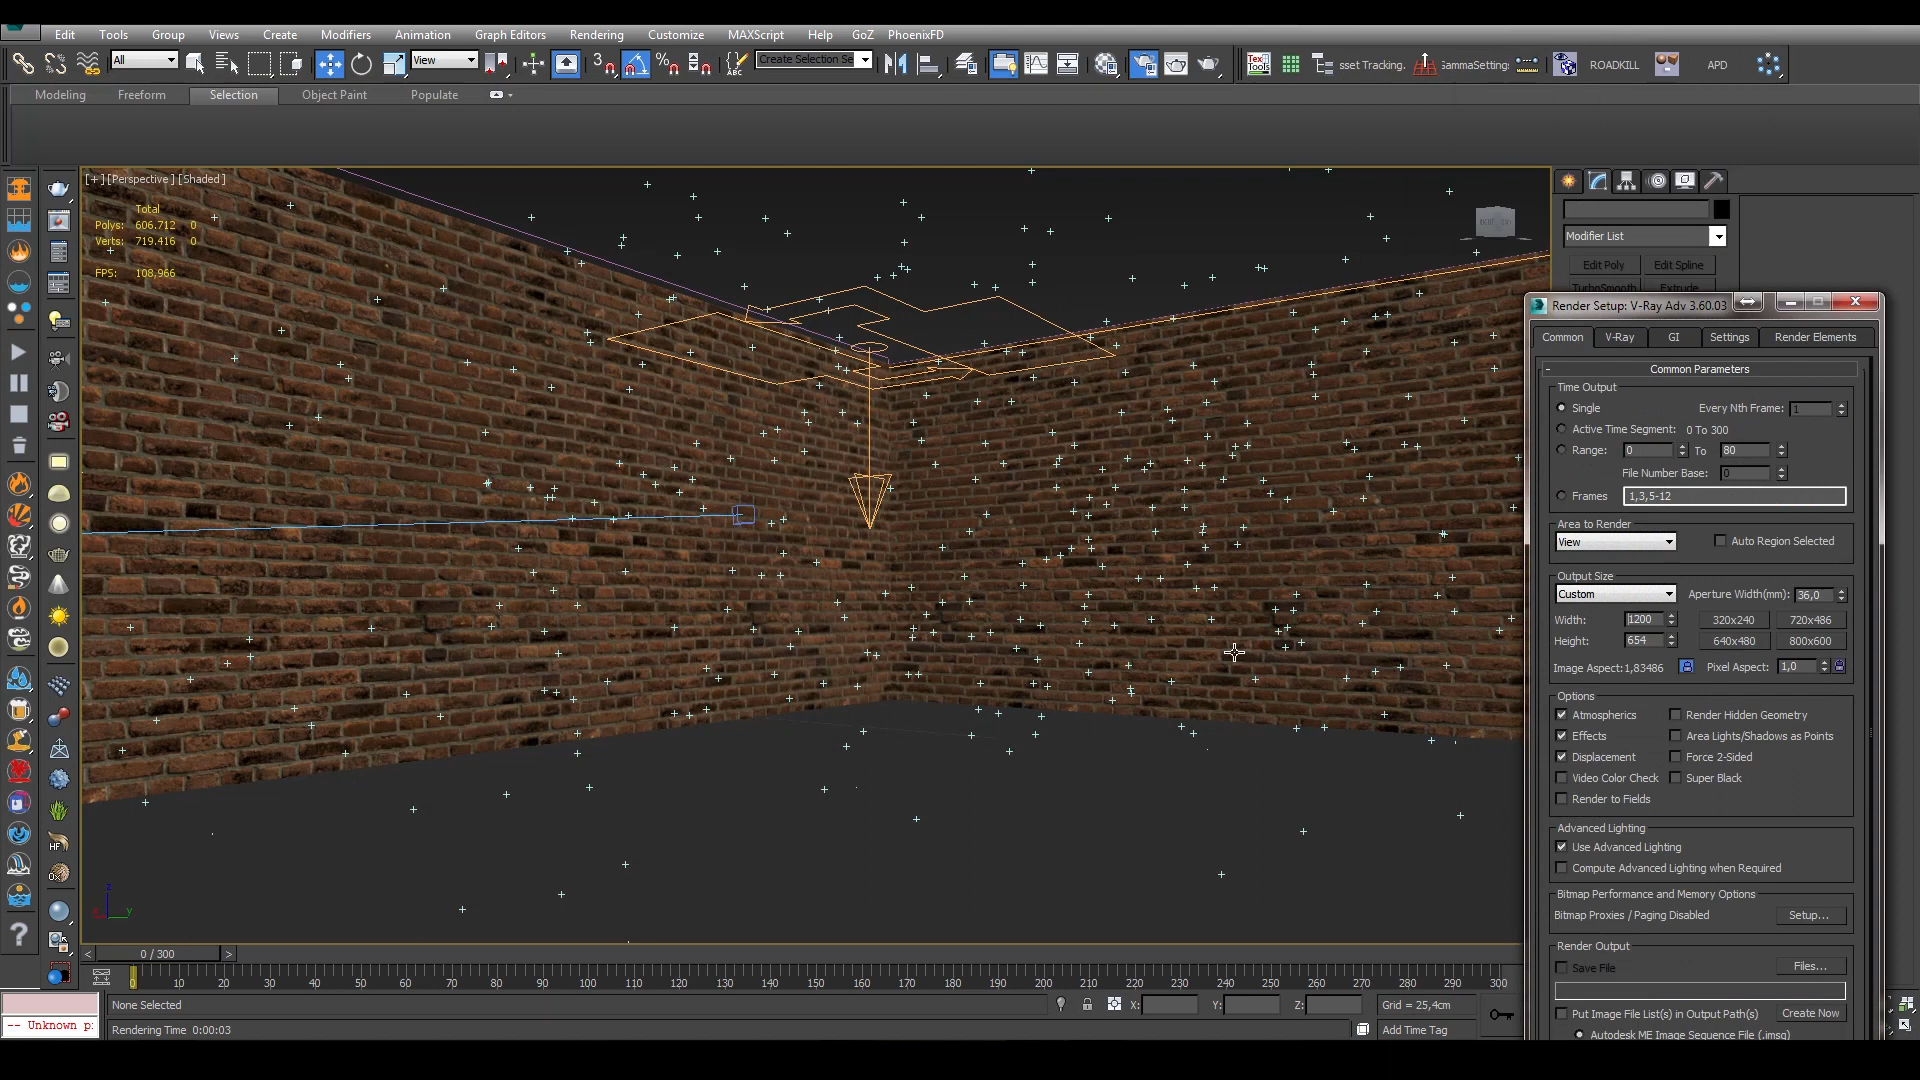 Edit Tools Group Views Create Modifiers Animation Graph Editors Rendering Customize MAXScript Help GoZ PhoenixFD
All View 3 ABC Create Selection Se TexTools sset Tracking. GammaSetting: ROADKILL APD
Modeling Freeform Selection Object Paint Populate
[+] [Perspective] [Shaded]
Total
Polys: 606.712 0
Verts: 719.416 0
FPS: 108,966
Modifier List
Edit Poly Edit Spline
TurboSmooth Extrude
Render Setup: V-Ray Adv 3.60.03
Common V-Ray GI Settings Render Elements
- Common Parameters
Time Output
Single Every Nth Frame: 1
Active Time Segment: 0 To 300
Range: 0 To 80
File Number Base: 0
Frames 1,3,5-12
Area to Render
View Auto Region Selected
Output Size
Custom Aperture Width(mm): 36,0
Width: 1200 320x240 720x486
Height: 654 640x480 800x600
Image Aspect:1,83486 Pixel Aspect: 1,0
Options
Atmospherics Render Hidden Geometry
Effects Area Lights/Shadows as Points
Displacement Force 2-Sided
Video Color Check Super Black
Render to Fields
Advanced Lighting
Use Advanced Lighting
Compute Advanced Lighting when Required
Bitmap Performance and Memory Options
Bitmap Proxies / Paging Disabled Setup...
Render Output
Save File Files...
Put Image File List(s) in Output Path(s) Create Now
Autodesk ME Image Sequence File (.imsq)
HF
z
x y
< 0 / 300 >
0 10 20 30 40 50 60 70 80 90 100 110 120 130 140 150 160 170 180 190 200 210 220 230 240 250 260 270 280 290 300
None Selected X: Y: Z: Grid = 25,4cm
-- Unknown p:
Rendering Time 0:00:03 Add Time Tag